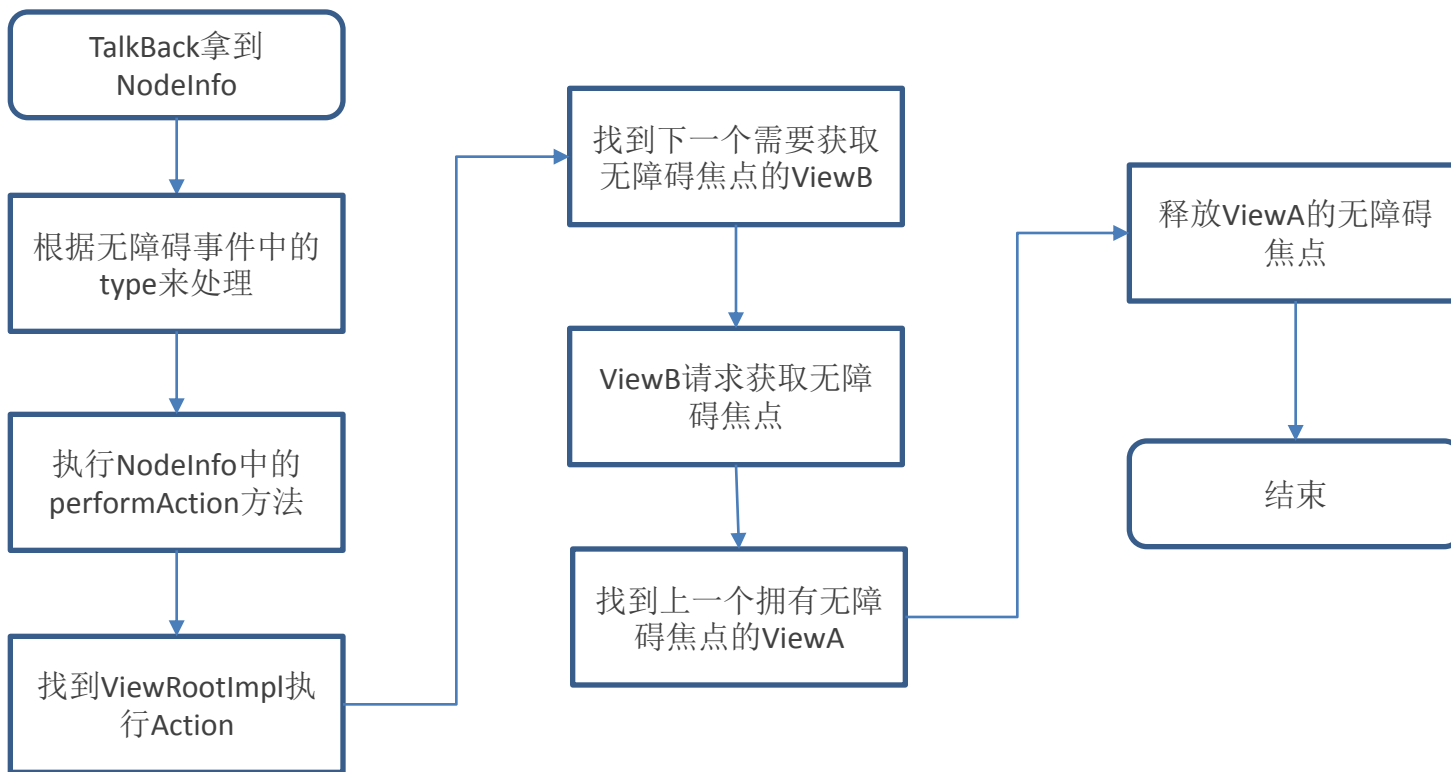 TalkBack拿到
NodeInfo
根据无障碍事件中的
type来处理
执行NodeInfo中的
performAction方法
找到ViewRootImpl执
行Action
找到下一个需要获取
无障碍焦点的ViewB
ViewB请求获取无障
碍焦点
找到上一个拥有无障
碍焦点的ViewA
释放ViewA的无障碍
焦点
结束